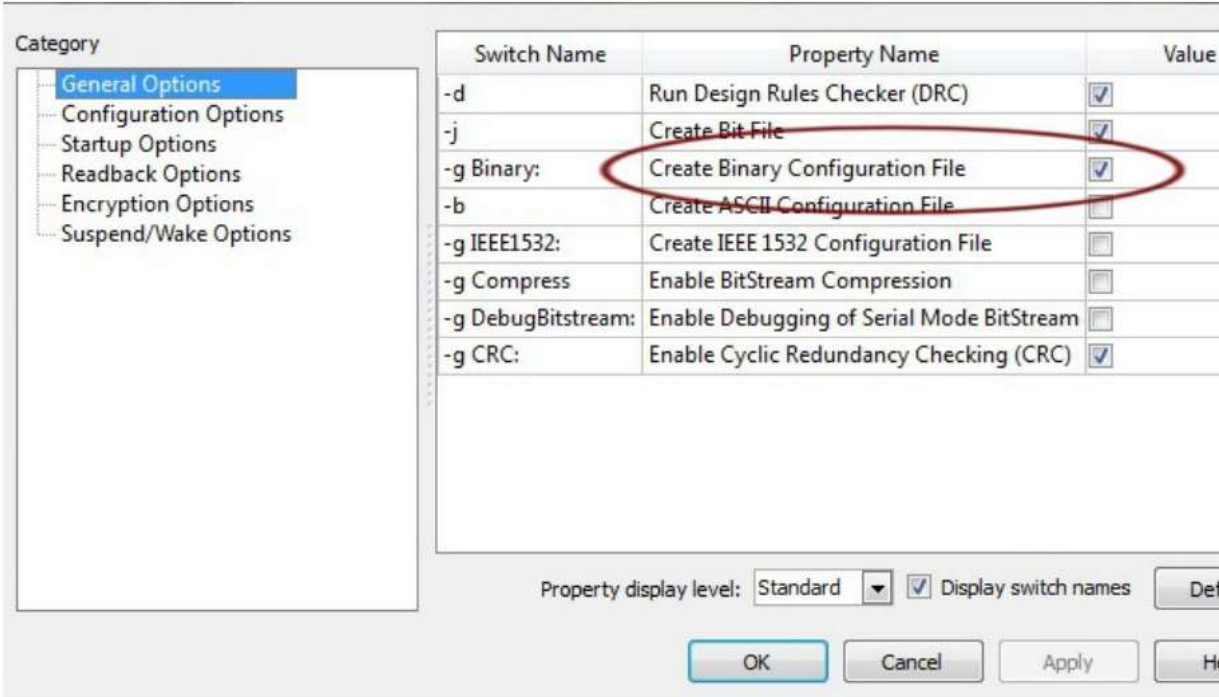 Category
General Options
Configuration Options
Startup Options
Readback Options
Encryption Options
Suspend/Wake Options
Switch Name Property Name Value
-d Run Design Rules Checker (DRC)
-j Create Bit File
-g Binary: Create Binary Configuration File
-b Create ASCII Configuration File
-g IEEE1532: Create IEEE 1532 Configuration File
-g Compress Enable BitStream Compression
-g DebugBitstream: Enable Debugging of Serial Mode BitStream
-g CRC: Enable Cyclic Redundancy Checking (CRC)
Property display level: Standard Display switch names Def
OK Cancel Apply He